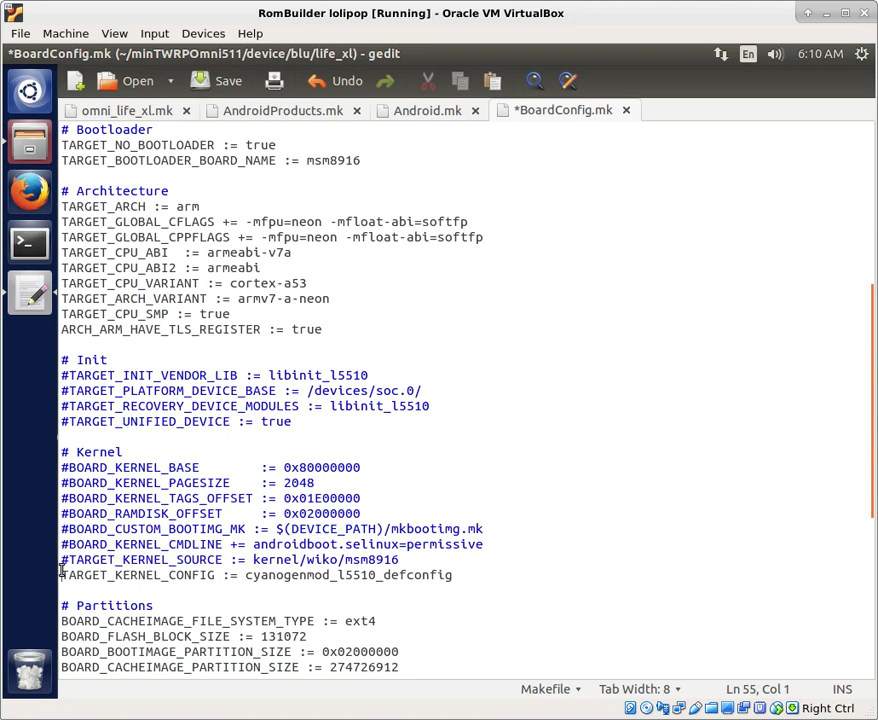 RomBuilder lolipop [Running] - Oracle VM VirtualBox
File Machine View Input Devices Help
*BoardConfig.mk (~/minTWRPOmni511/device/blu/life_xl) - gedit En 6:10 AM
Open Save Undo
omni_life_xl.mk AndroidProducts.mk Android.mk *BoardConfig.mk
# Bootloader
TARGET_NO_BOOTLOADER := true
TARGET_BOOTLOADER_BOARD_NAME := msm8916
# Architecture
TARGET_ARCH := arm
TARGET_GLOBAL_CFLAGS += -mfpu=neon -mfloat-abi=softfp
TARGET_GLOBAL_CPPFLAGS += -mfpu=neon -mfloat-abi=softfp
TARGET_CPU_ABI  := armeabi-v7a
TARGET_CPU_ABI2 := armeabi
TARGET_CPU_VARIANT := cortex-a53
TARGET_ARCH_VARIANT := armv7-a-neon
TARGET_CPU_SMP := true
ARCH_ARM_HAVE_TLS_REGISTER := true
# Init
#TARGET_INIT_VENDOR_LIB := libinit_l5510
#TARGET_PLATFORM_DEVICE_BASE := /devices/soc.0/
#TARGET_RECOVERY_DEVICE_MODULES := libinit_l5510
#TARGET_UNIFIED_DEVICE := true
# Kernel
#BOARD_KERNEL_BASE        := 0x80000000
#BOARD_KERNEL_PAGESIZE    := 2048
#BOARD_KERNEL_TAGS_OFFSET := 0x01E00000
#BOARD_RAMDISK_OFFSET     := 0x02000000
#BOARD_CUSTOM_BOOTIMG_MK := $(DEVICE_PATH)/mkbootimg.mk
#BOARD_KERNEL_CMDLINE += androidboot.selinux=permissive
#TARGET_KERNEL_SOURCE := kernel/wiko/msm8916
TARGET_KERNEL_CONFIG := cyanogenmod_l5510_defconfig
# Partitions
BOARD_CACHEIMAGE_FILE_SYSTEM_TYPE := ext4
BOARD_FLASH_BLOCK_SIZE := 131072
BOARD_BOOTIMAGE_PARTITION_SIZE := 0x02000000
BOARD_CACHEIMAGE_PARTITION_SIZE := 274726912
Makefile Tab Width: 8 Ln 55, Col 1 INS
Right Ctrl